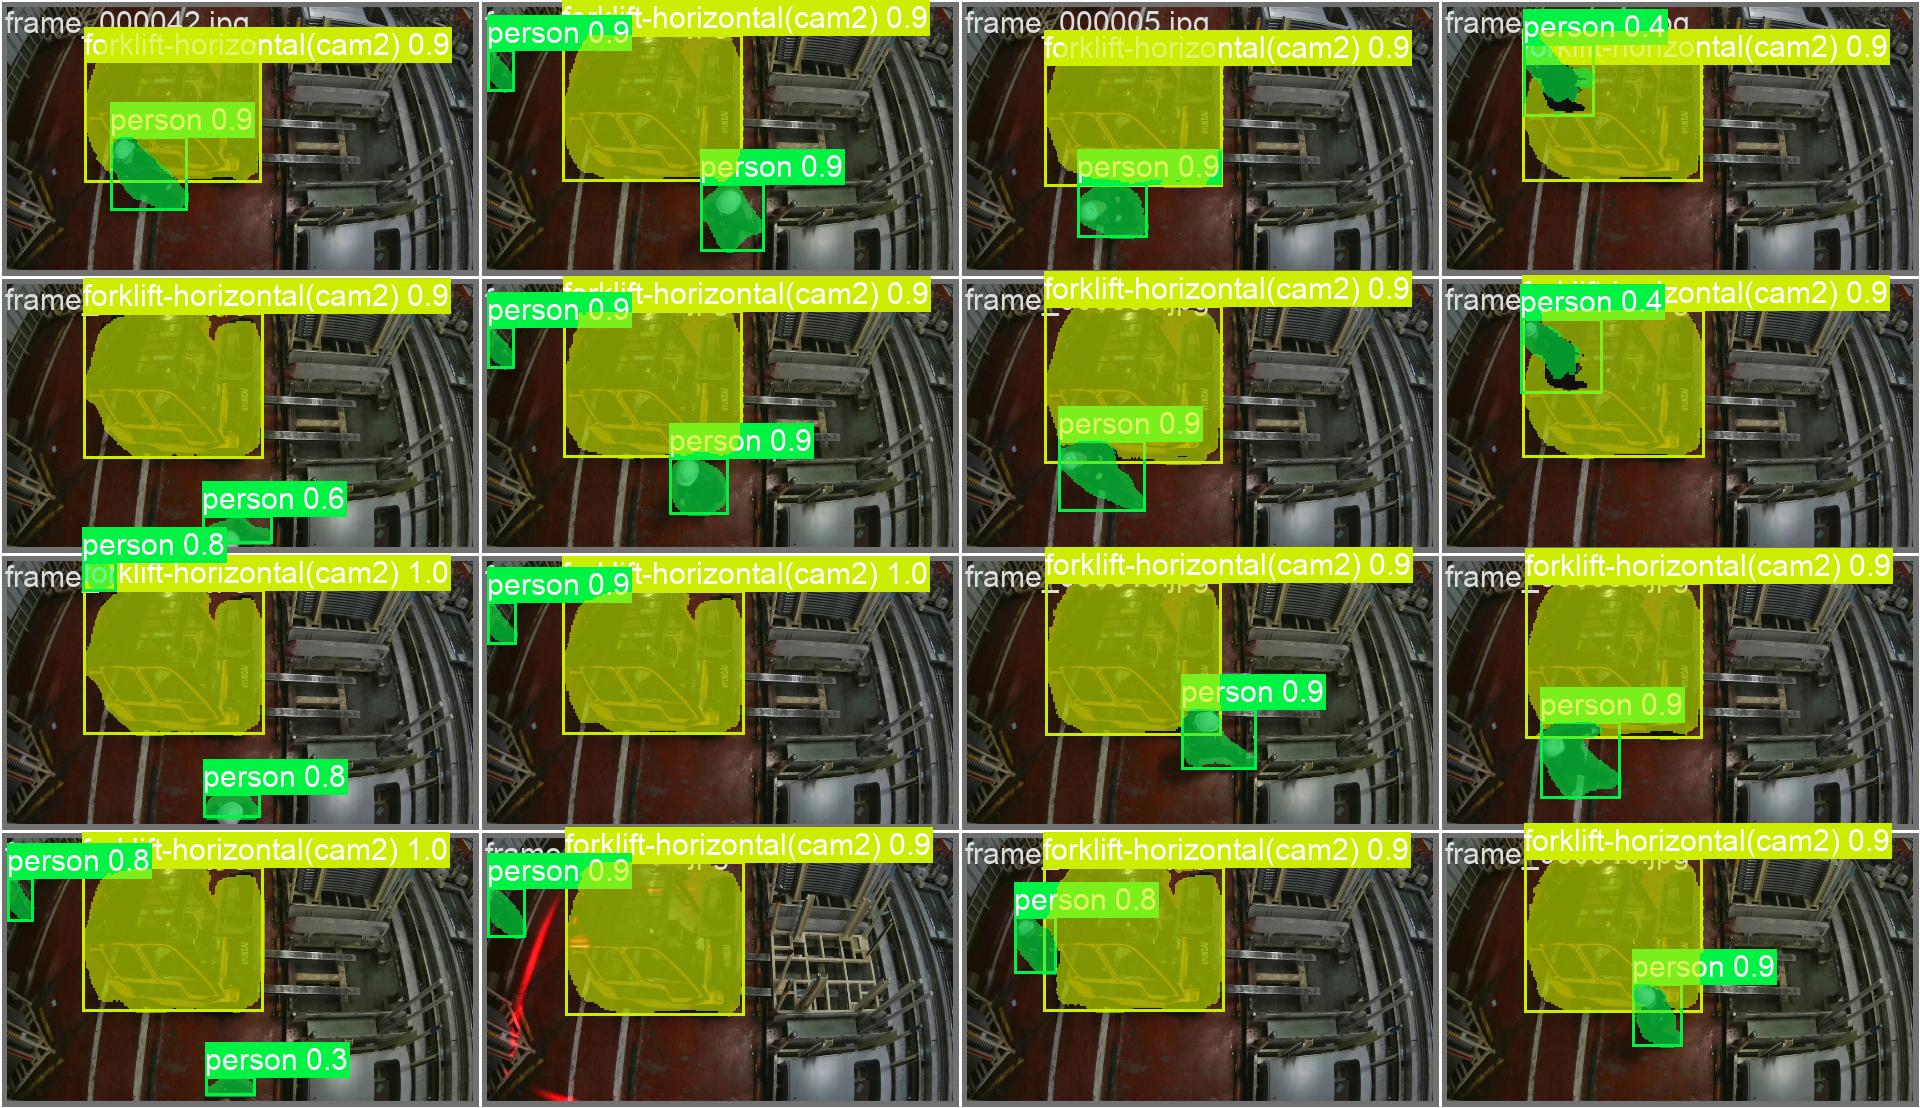 frame_000042.jpg
forklift-horizontal(cam2) 0.9
person 0.9
forklift-horizontal(cam2) 0.9
person 0.9
person 0.9
frame_000005.jpg
forklift-horizontal(cam2) 0.9
person 0.9
frame
person 0.4
forklift-horizontal(cam2) 0.9
frame
forklift-horizontal(cam2) 0.9
person 0.6
forklift-horizontal(cam2) 0.9
person 0.9
person 0.9
frame_
forklift-horizontal(cam2) 0.9
person 0.9
frame
person 0.4
forklift-horizontal(cam2) 0.9
person 0.8
frame
forklift-horizontal(cam2) 1.0
person 0.8
forklift-horizontal(cam2) 1.0
person 0.9
frame_
forklift-horizontal(cam2) 0.9
person 0.9
frame_
forklift-horizontal(cam2) 0.9
person 0.9
forklift-horizontal(cam2) 1.0
person 0.8
person 0.3
forklift-horizontal(cam2) 0.9
person 0.9
frame
forklift-horizontal(cam2) 0.9
person 0.8
frame_
forklift-horizontal(cam2) 0.9
person 0.9